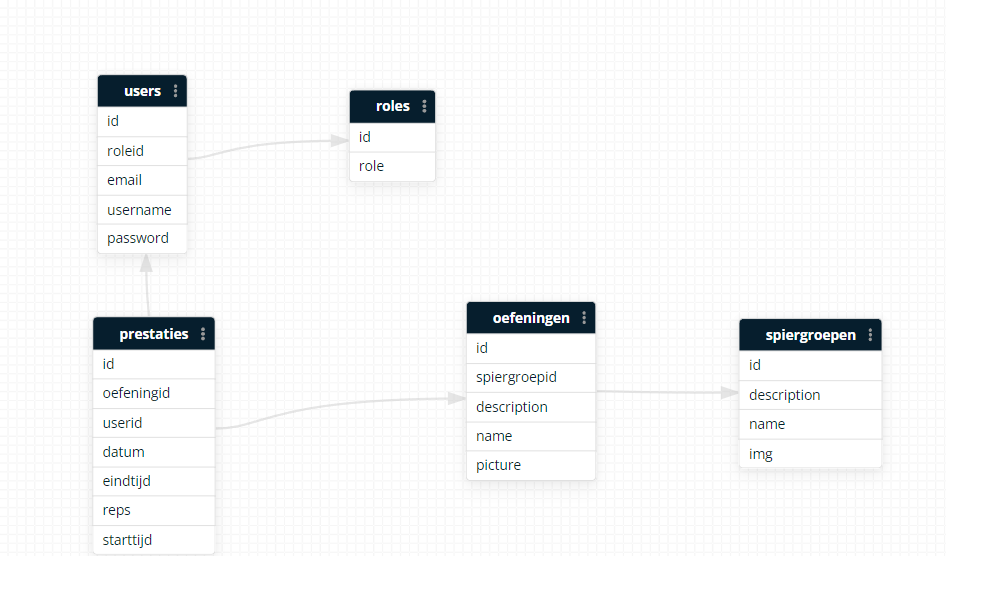 users
id
roleid
email
username
password
roles
id
role
prestaties
id
oefeningid
userid
datum
eindtijd
reps
starttijd
oefeningen
id
spiergroepid
description
name
picture
spiergroepen
id
description
name
img